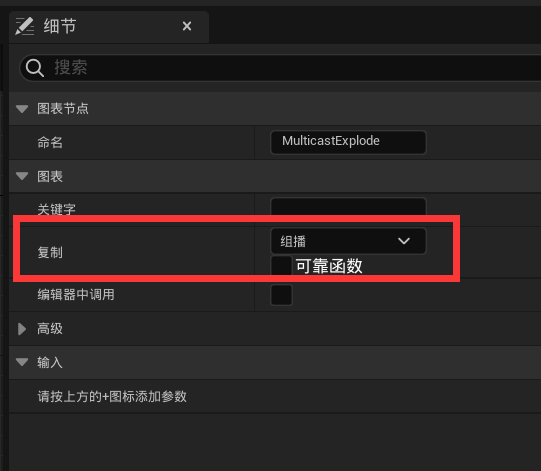 细节
搜索
图表节点
命名 MulticastExplode
图表
关键字
复制 组播
可靠函数
编辑器中调用
高级
输入
请按上方的+图标添加参数